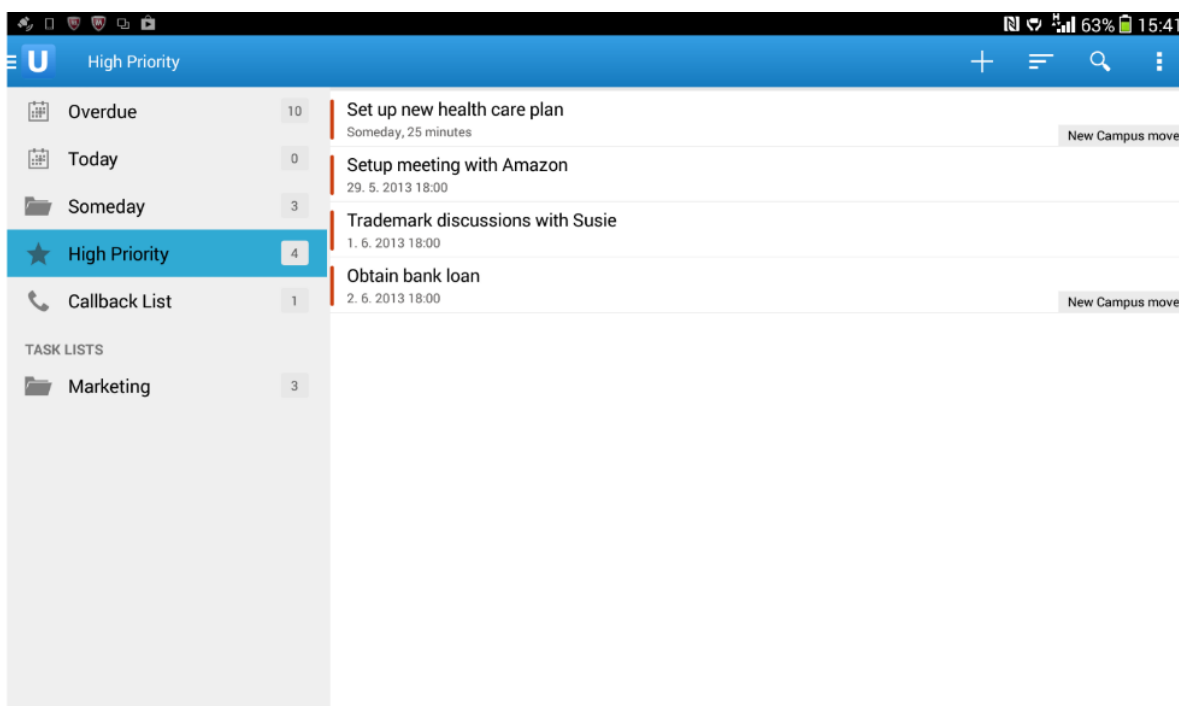 63% 15:41
U High Priority
Overdue 10
Today 0
Someday 3
High Priority 4
Callback List 1
TASK LISTS
Marketing 3
Set up new health care plan
Someday, 25 minutes
New Campus move
Setup meeting with Amazon
29. 5. 2013 18:00
Trademark discussions with Susie
1. 6. 2013 18:00
Obtain bank loan
2. 6. 2013 18:00
New Campus move